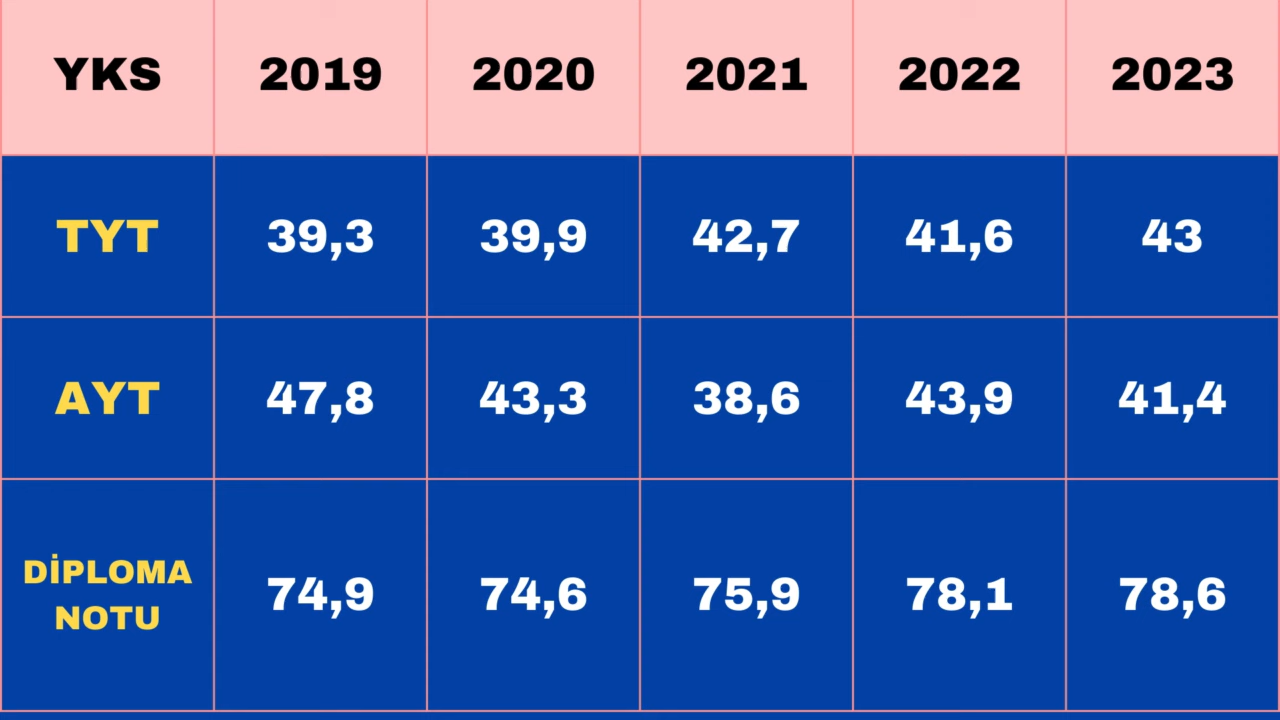 YKS 2019 2020 2021 2022 2023
TYT 39,3 39,9 42,7 41,6 43
AYT 47,8 43,3 38,6 43,9 41,4
DİPLOMA
NOTU 74,9 74,6 75,9 78,1 78,6